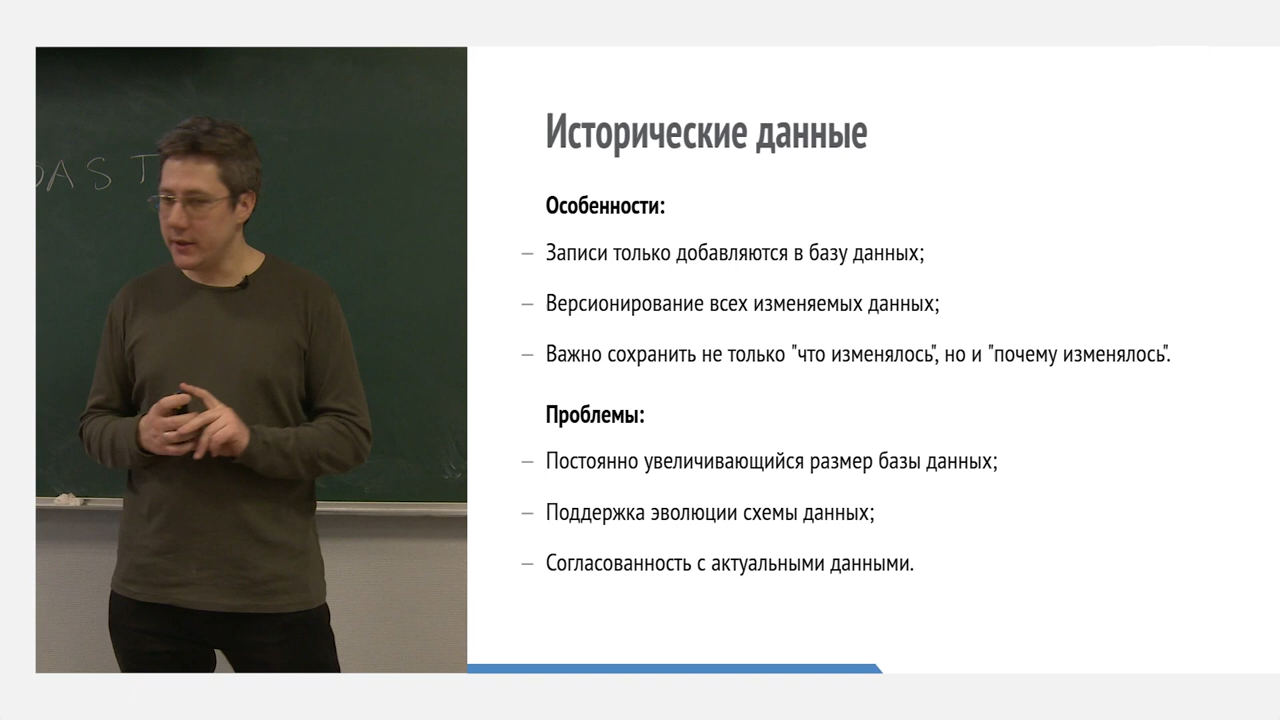 AST
Исторические данные
Особенности:
– Записи только добавляются в базу данных;
– Версионирование всех изменяемых данных;
– Важно сохранить не только "что изменялось", но и "почему изменялось".
Проблемы:
– Постоянно увеличивающийся размер базы данных;
– Поддержка эволюции схемы данных;
– Согласованность с актуальными данными.